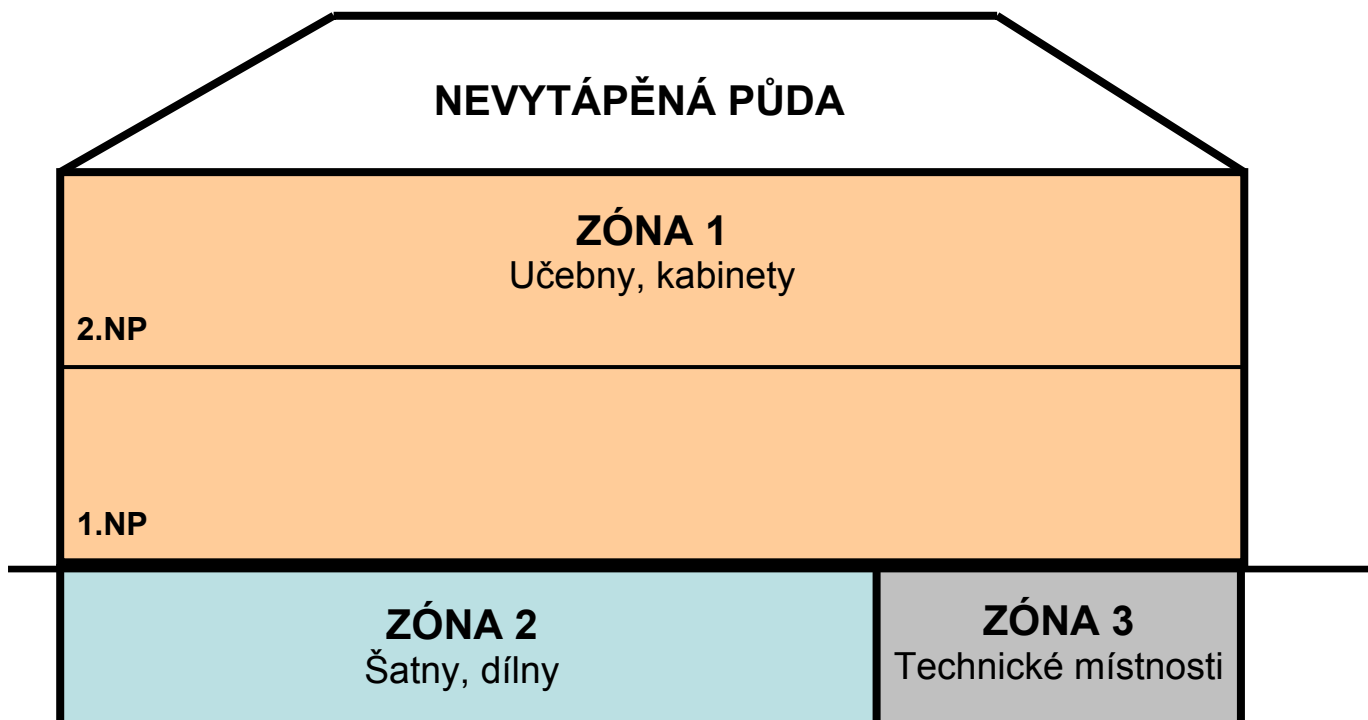 NEVYTÁPĚNÁ PŮDA
ZÓNA 1
Učebny, kabinety
2.NP
1.NP
ZÓNA 2
Šatny, dílny
ZÓNA 3
Technické místnosti